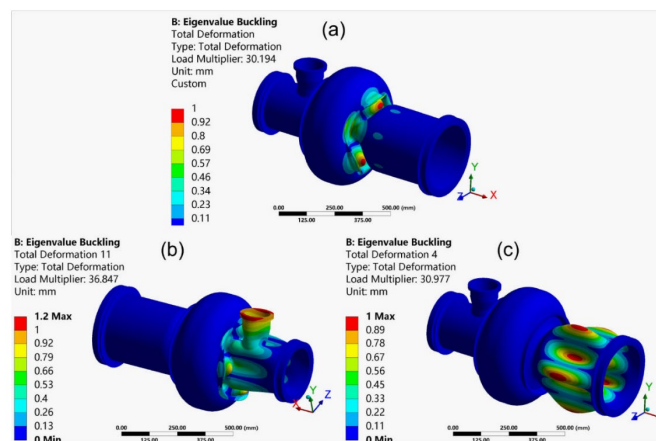 B: Eigenvalue Buckling
(a)
Total Deformation
Type: Total Deformation
Load Multiplier: 30.194
Unit: mm
Custom
1
0.92
0.8
0.69
0.57
0.46
0.34
0.23
0.11
0.00
250.00
500.00 (mm)
125.00
375.00
Y
Z
X
B: Eigenvalue Buckling
(b)
Total Deformation 11
Type: Total Deformation
Load Multiplier: 36.847
Unit: mm
1.2 Max
1
0.92
0.79
0.66
0.53
0.4
0.26
0.13
0 Min
0.00
250.00
500.00 (mm)
125.00
375.00
Y
Z
X
B: Eigenvalue Buckling
(c)
Total Deformation 4
Type: Total Deformation
Load Multiplier: 30.977
Unit: mm
1 Max
0.89
0.78
0.67
0.56
0.45
0.33
0.22
0.11
0 Min
0.00
250.00
500.00 (mm)
125.00
375.00
Y
Z
X